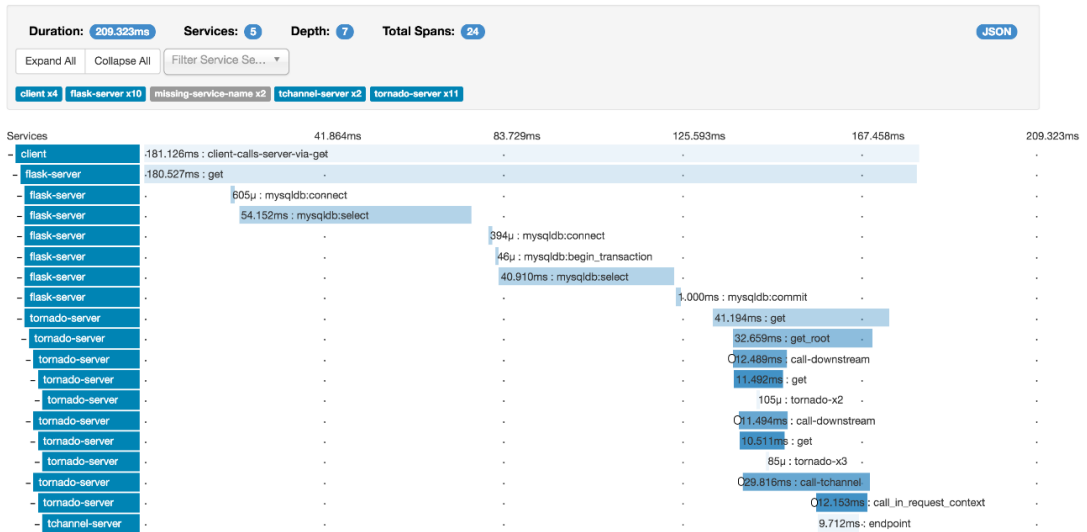 Duration: 209.323ms Services: 5 Depth: 7 Total Spans: 24 JSON
Expand All Collapse All Filter Service Se...
client x4 flask-server x10 missing-service-name x2 tchannel-server x2 tornado-server x11
Services 41.864ms 83.729ms 125.593ms 167.458ms 209.323ms
- client 181.126ms : client-calls-server-via-get
- flask-server 180.527ms : get
- flask-server 605μ : mysqldb:connect
- flask-server 54.152ms : mysqldb:select
- flask-server 394μ : mysqldb:connect
- flask-server 46μ : mysqldb:begin_transaction
- flask-server 40.910ms : mysqldb:select
- flask-server 1.000ms : mysqldb:commit
- tornado-server 41.194ms : get
- tornado-server 32.659ms : get_root
- tornado-server 12.489ms : call-downstream
- tornado-server 11.492ms : get
- tornado-server 105μ : tornado-x2
- tornado-server 11.494ms : call-downstream
- tornado-server 10.511ms : get
- tornado-server 85μ : tornado-x3
- tornado-server 29.816ms : call-tchannel
- tornado-server 12.153ms : call_in_request_context
- tchannel-server 9.712ms : endpoint